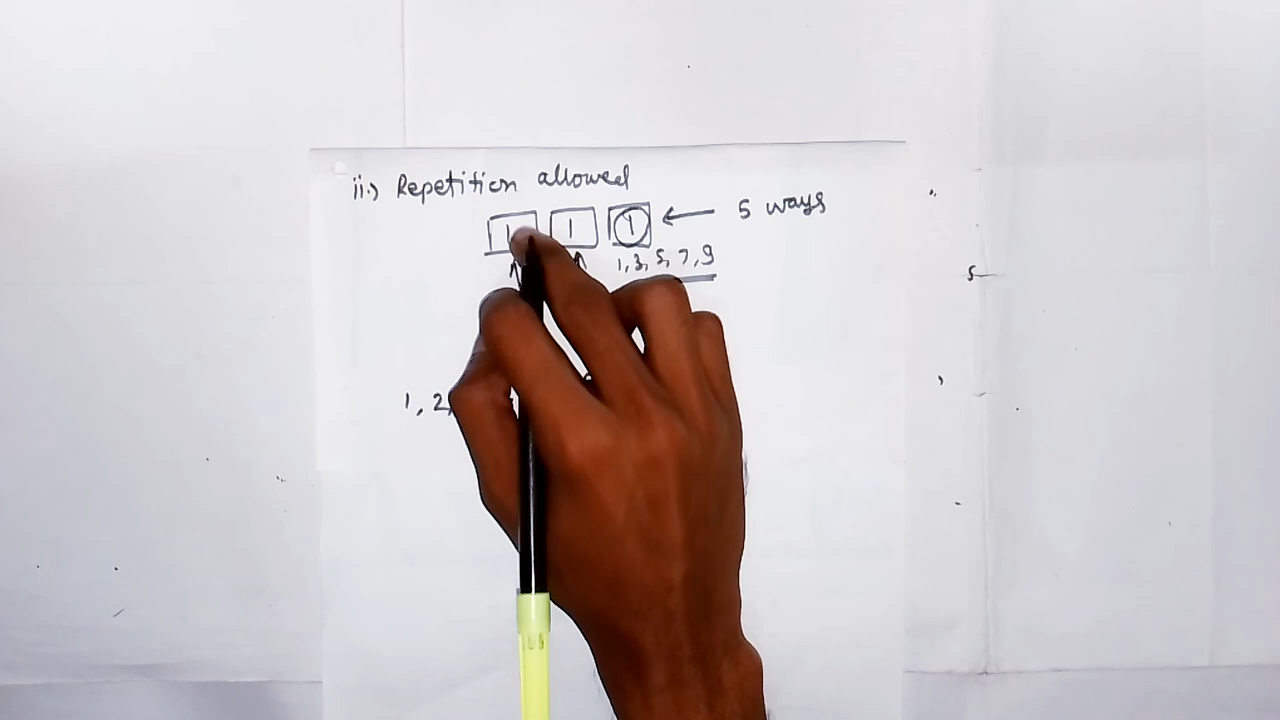 ii.) Repetition allowed
1 1 1 ← 5 ways
1, 3, 5, 7, 9
1, 2,